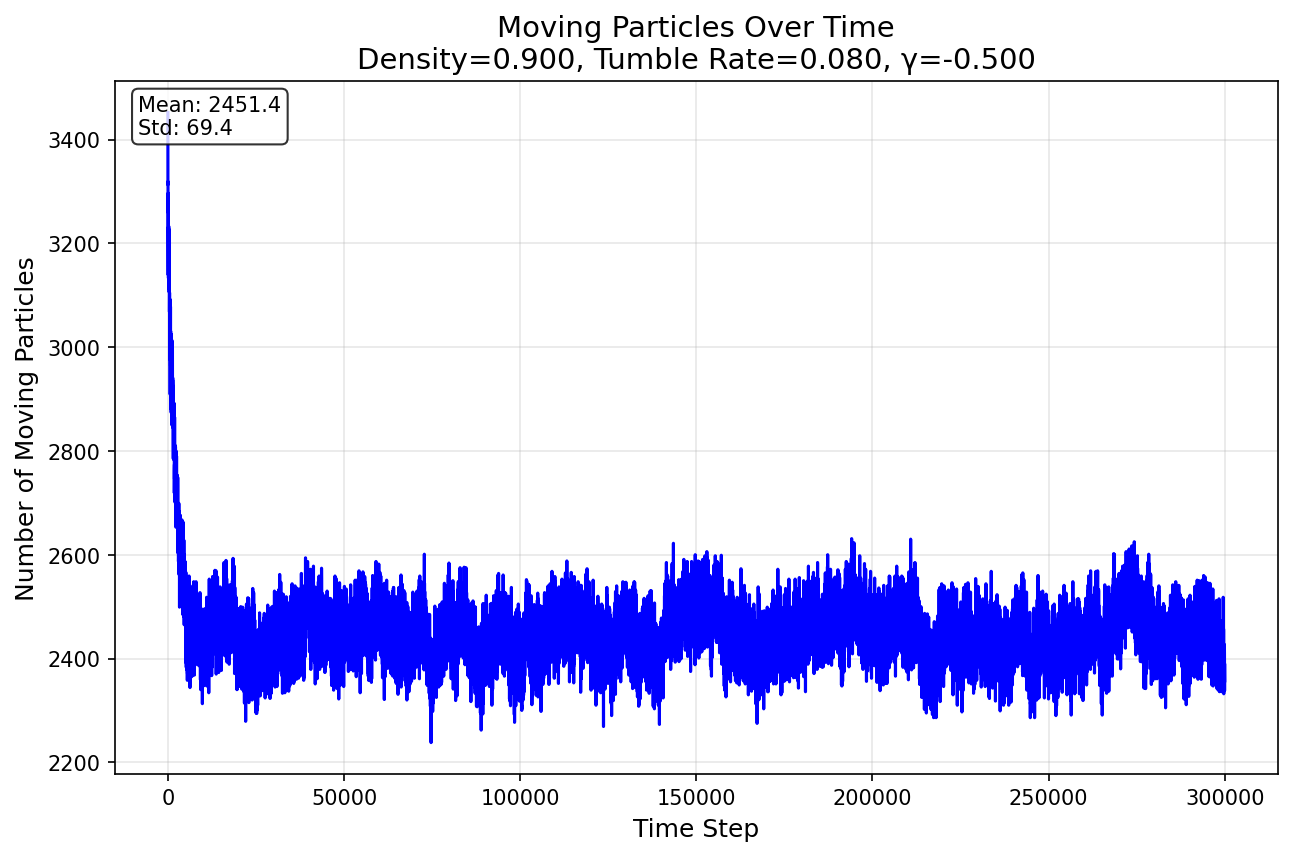 Moving Particles Over Time
Density=0.900, Tumble Rate=0.080, γ=-0.500
Mean: 2451.4
Std: 69.4
Number of Moving Particles
3400
3200
3000
2800
2600
2400
2200
0
50000
100000
150000
200000
250000
300000
Time Step